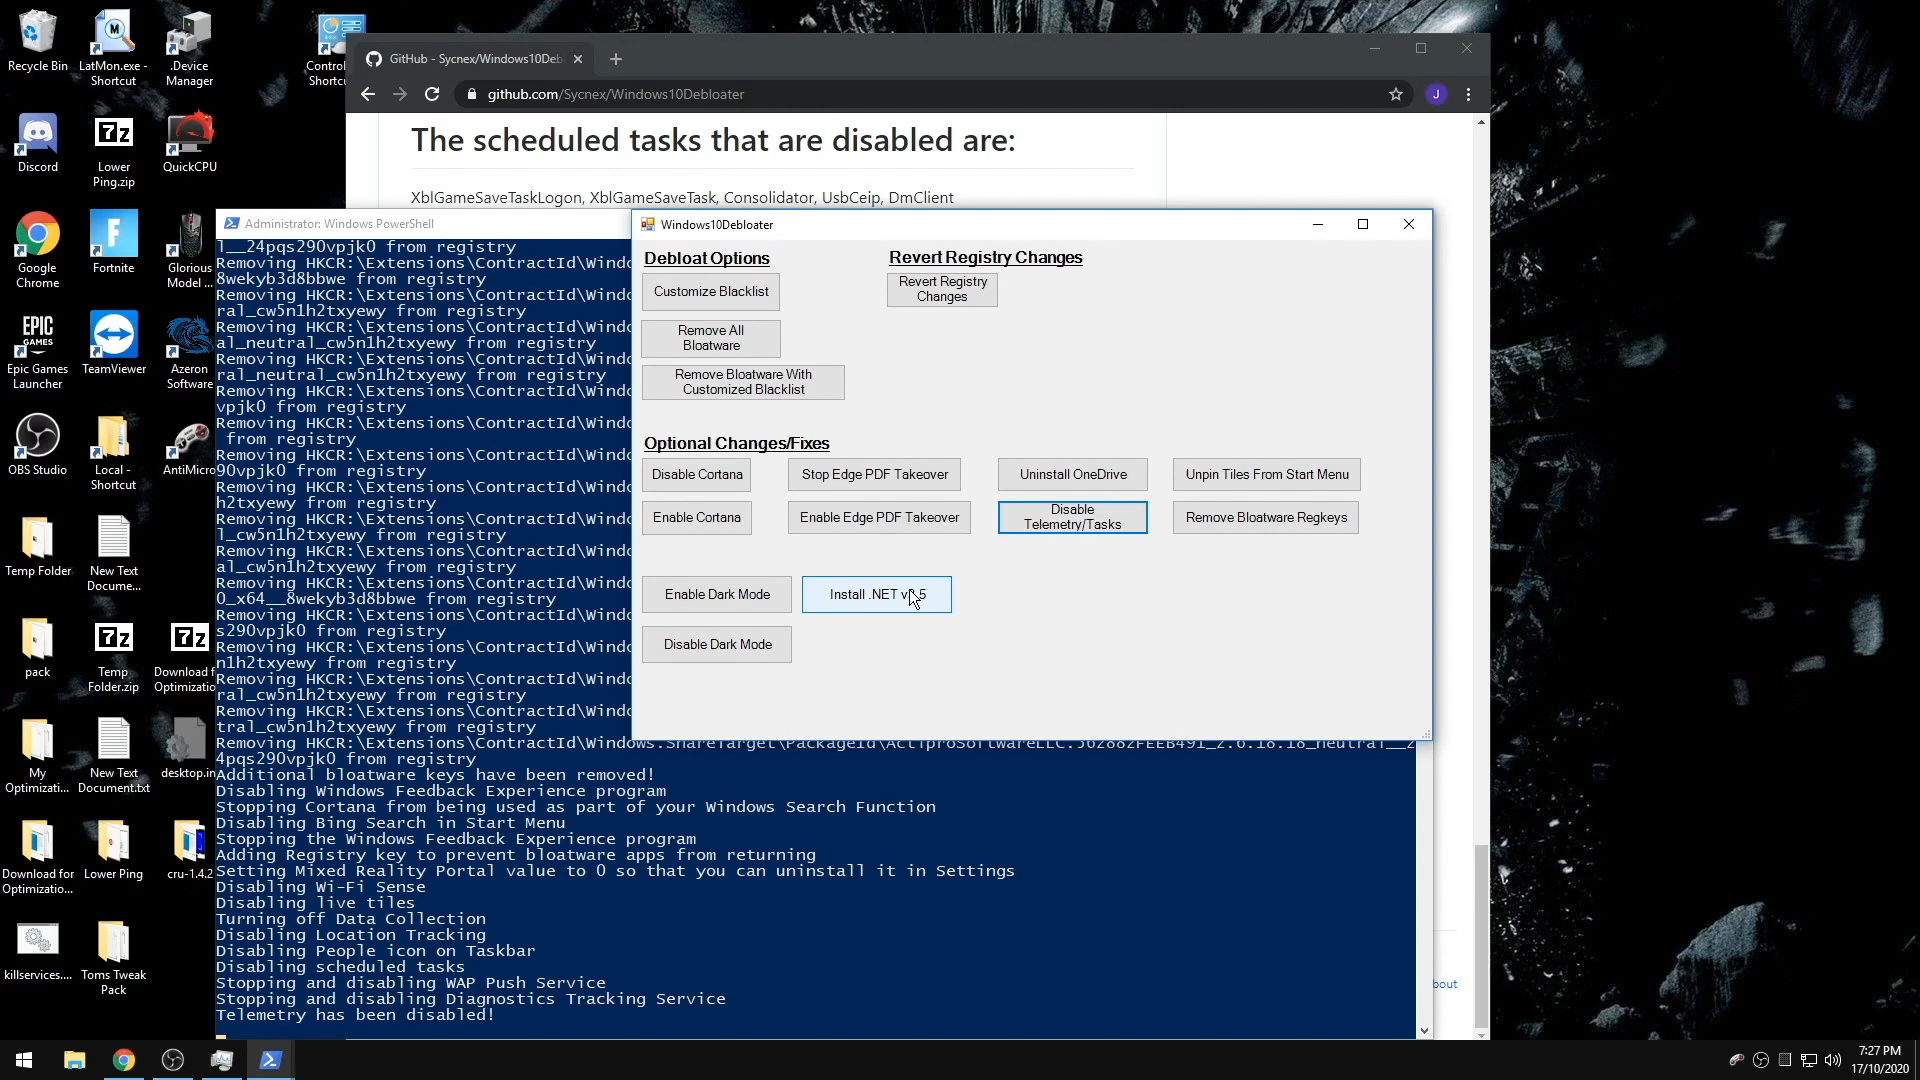 Recycle Bin
LatMon.exe -
Shortcut
.Device
Manager
Control
Shortcu
Discord
Lower
Ping.zip
QuickCPU
Google
Chrome
Fortnite
Glorious
Model ...
Epic Games
Launcher
TeamViewer
Azeron
Software
OBS Studio
Local -
Shortcut
AntiMicro
Temp Folder
New Text
Docume...
pack
Temp
Folder.zip
Download f
Optimizatio
My
Optimizati...
New Text
Document.txt
desktop.in
Download for
Optimizatio...
Lower Ping
cru-1.4.2
killservices....
Toms Tweak
Pack
GitHub - Sycnex/Windows10Deb
github.com/Sycnex/Windows10Debloater
J
The scheduled tasks that are disabled are:
XblGameSaveTaskLogon, XblGameSaveTask, Consolidator, UsbCeip, DmClient
bout
Administrator: Windows PowerShell
l__24pqs290vpjk0 from registry
Removing HKCR:\Extensions\ContractId\Windo
8wekyb3d8bbwe from registry
Removing HKCR:\Extensions\ContractId\Windo
ral_cw5n1h2txyewy from registry
Removing HKCR:\Extensions\ContractId\Windo
al_neutral_cw5n1h2txyewy from registry
Removing HKCR:\Extensions\ContractId\Windo
ral_neutral_cw5n1h2txyewy from registry
Removing HKCR:\Extensions\ContractId\Windo
vpjk0 from registry
Removing HKCR:\Extensions\ContractId\Windo
from registry
Removing HKCR:\Extensions\ContractId\Windo
90vpjk0 from registry
Removing HKCR:\Extensions\ContractId\Windo
h2txyewy from registry
Removing HKCR:\Extensions\ContractId\Windo
l_cw5n1h2txyewy from registry
Removing HKCR:\Extensions\ContractId\Windo
al_cw5n1h2txyewy from registry
Removing HKCR:\Extensions\ContractId\Windo
0_x64__8wekyb3d8bbwe from registry
Removing HKCR:\Extensions\ContractId\Windo
s290vpjk0 from registry
Removing HKCR:\Extensions\ContractId\Windo
n1h2txyewy from registry
Removing HKCR:\Extensions\ContractId\Windo
ral_cw5n1h2txyewy from registry
Removing HKCR:\Extensions\ContractId\Windo
tral_cw5n1h2txyewy from registry
Removing HKCR:\Extensions\ContractId\Windows.ShareTarget\PackageId\ActiproSoftwareLLC.562882FEEB491_2.6.18.18_neutral__2
4pqs290vpjk0 from registry
Additional bloatware keys have been removed!
Disabling Windows Feedback Experience program
Stopping Cortana from being used as part of your Windows Search Function
Disabling Bing Search in Start Menu
Stopping the Windows Feedback Experience program
Adding Registry key to prevent bloatware apps from returning
Setting Mixed Reality Portal value to 0 so that you can uninstall it in Settings
Disabling Wi-Fi Sense
Disabling live tiles
Turning off Data Collection
Disabling Location Tracking
Disabling People icon on Taskbar
Disabling scheduled tasks
Stopping and disabling WAP Push Service
Stopping and disabling Diagnostics Tracking Service
Telemetry has been disabled!
Windows10Debloater
Debloat Options
Revert Registry Changes
Customize Blacklist
Revert Registry
Changes
Remove All
Bloatware
Remove Bloatware With
Customized Blacklist
Optional Changes/Fixes
Disable Cortana
Stop Edge PDF Takeover
Uninstall OneDrive
Unpin Tiles From Start Menu
Enable Cortana
Enable Edge PDF Takeover
Disable
Telemetry/Tasks
Remove Bloatware Regkeys
Enable Dark Mode
Install .NET v3.5
Disable Dark Mode
7:27 PM
17/10/2020